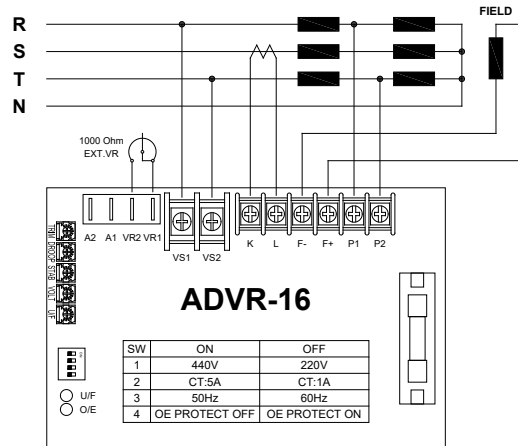 FIELD
R
S
T
N
1000 Ohm
EXT.VR
A2 A1 VR2 VR1
VS1 VS2
K L F- F+ P1 P2
TRM
DROOP
STAB
VOLT
U/F
ADVR-16
SW ON OFF
1 440V 220V
2 CT:5A CT:1A
3 50Hz 60Hz
4 OE PROTECT OFF OE PROTECT ON
U/F
O/E